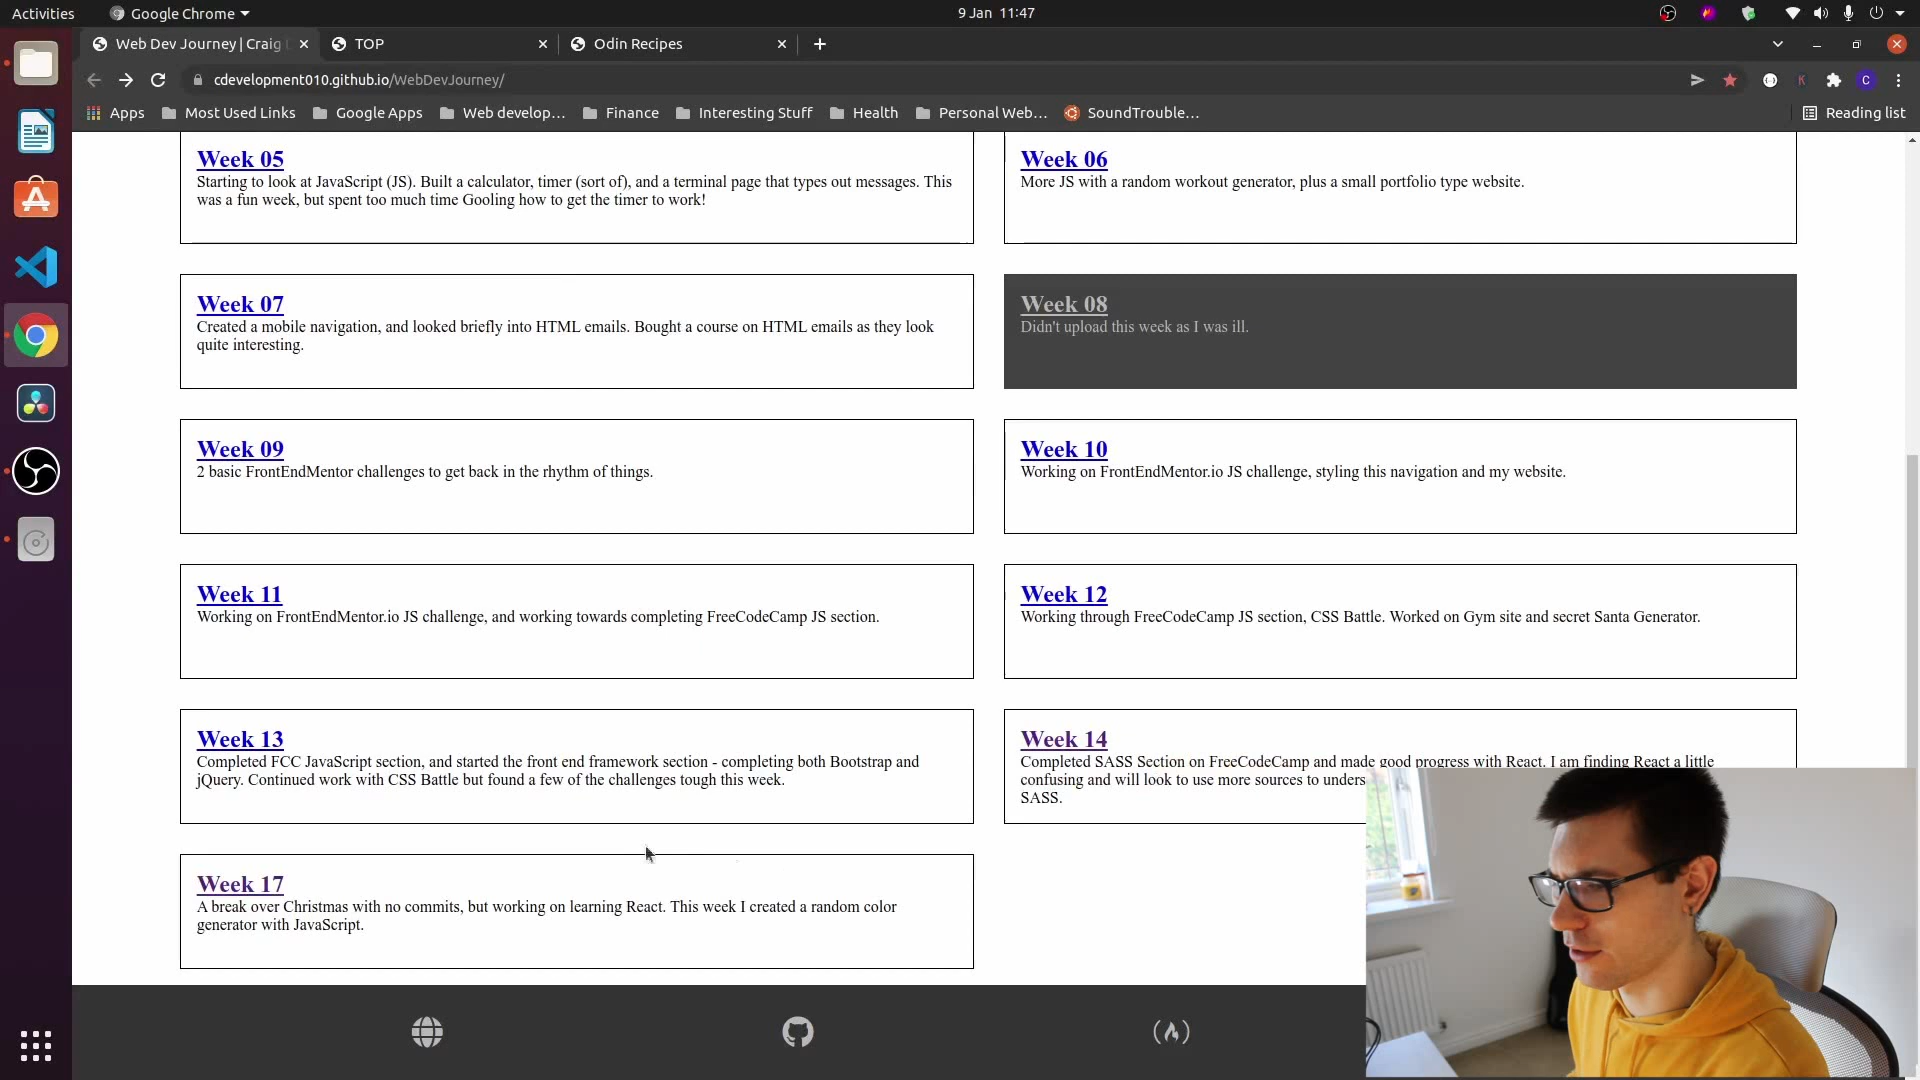 Activities
Google Chrome
9 Jan 11:47
Web Dev Journey | Craig
TOP
Odin Recipes
cdevelopment010.github.io/WebDevJourney/
K
C
Apps
Most Used Links
Google Apps
Web develop…
Finance
Interesting Stuff
Health
Personal Web…
SoundTrouble…
Reading list
Week 05
Starting to look at JavaScript (JS). Built a calculator, timer (sort of), and a terminal page that types out messages. This
was a fun week, but spent too much time Gooling how to get the timer to work!
Week 06
More JS with a random workout generator, plus a small portfolio type website.
Week 07
Created a mobile navigation, and looked briefly into HTML emails. Bought a course on HTML emails as they look
quite interesting.
Week 08
Didn't upload this week as I was ill.
Week 09
2 basic FrontEndMentor challenges to get back in the rhythm of things.
Week 10
Working on FrontEndMentor.io JS challenge, styling this navigation and my website.
Week 11
Working on FrontEndMentor.io JS challenge, and working towards completing FreeCodeCamp JS section.
Week 12
Working through FreeCodeCamp JS section, CSS Battle. Worked on Gym site and secret Santa Generator.
Week 13
Completed FCC JavaScript section, and started the front end framework section - completing both Bootstrap and
jQuery. Continued work with CSS Battle but found a few of the challenges tough this week.
Week 14
Completed SASS Section on FreeCodeCamp and made good progress with React. I am finding React a little
confusing and will look to use more sources to unders
SASS.
Week 17
A break over Christmas with no commits, but working on learning React. This week I created a random color
generator with JavaScript.